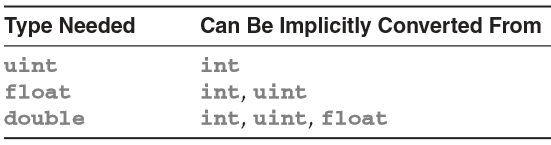 Type Needed Can Be Implicitly Converted From
uint int
float int, uint
double int, uint, float